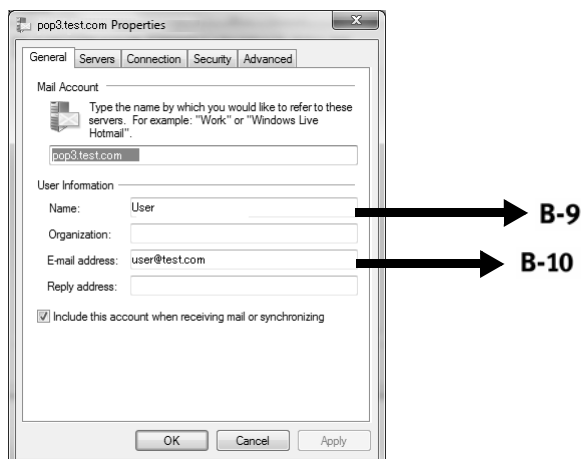 pop3.test.com Properties
General Servers Connection Security Advanced
Mail Account
Type the name by which you would like to refer to these
servers. For example: "Work" or "Windows Live
Hotmail".
pop3.test.com
User Information
Name: User
B-9
Organization:
E-mail address: user@test.com
B-10
Reply address:
Include this account when receiving mail or synchronizing
OK Cancel Apply